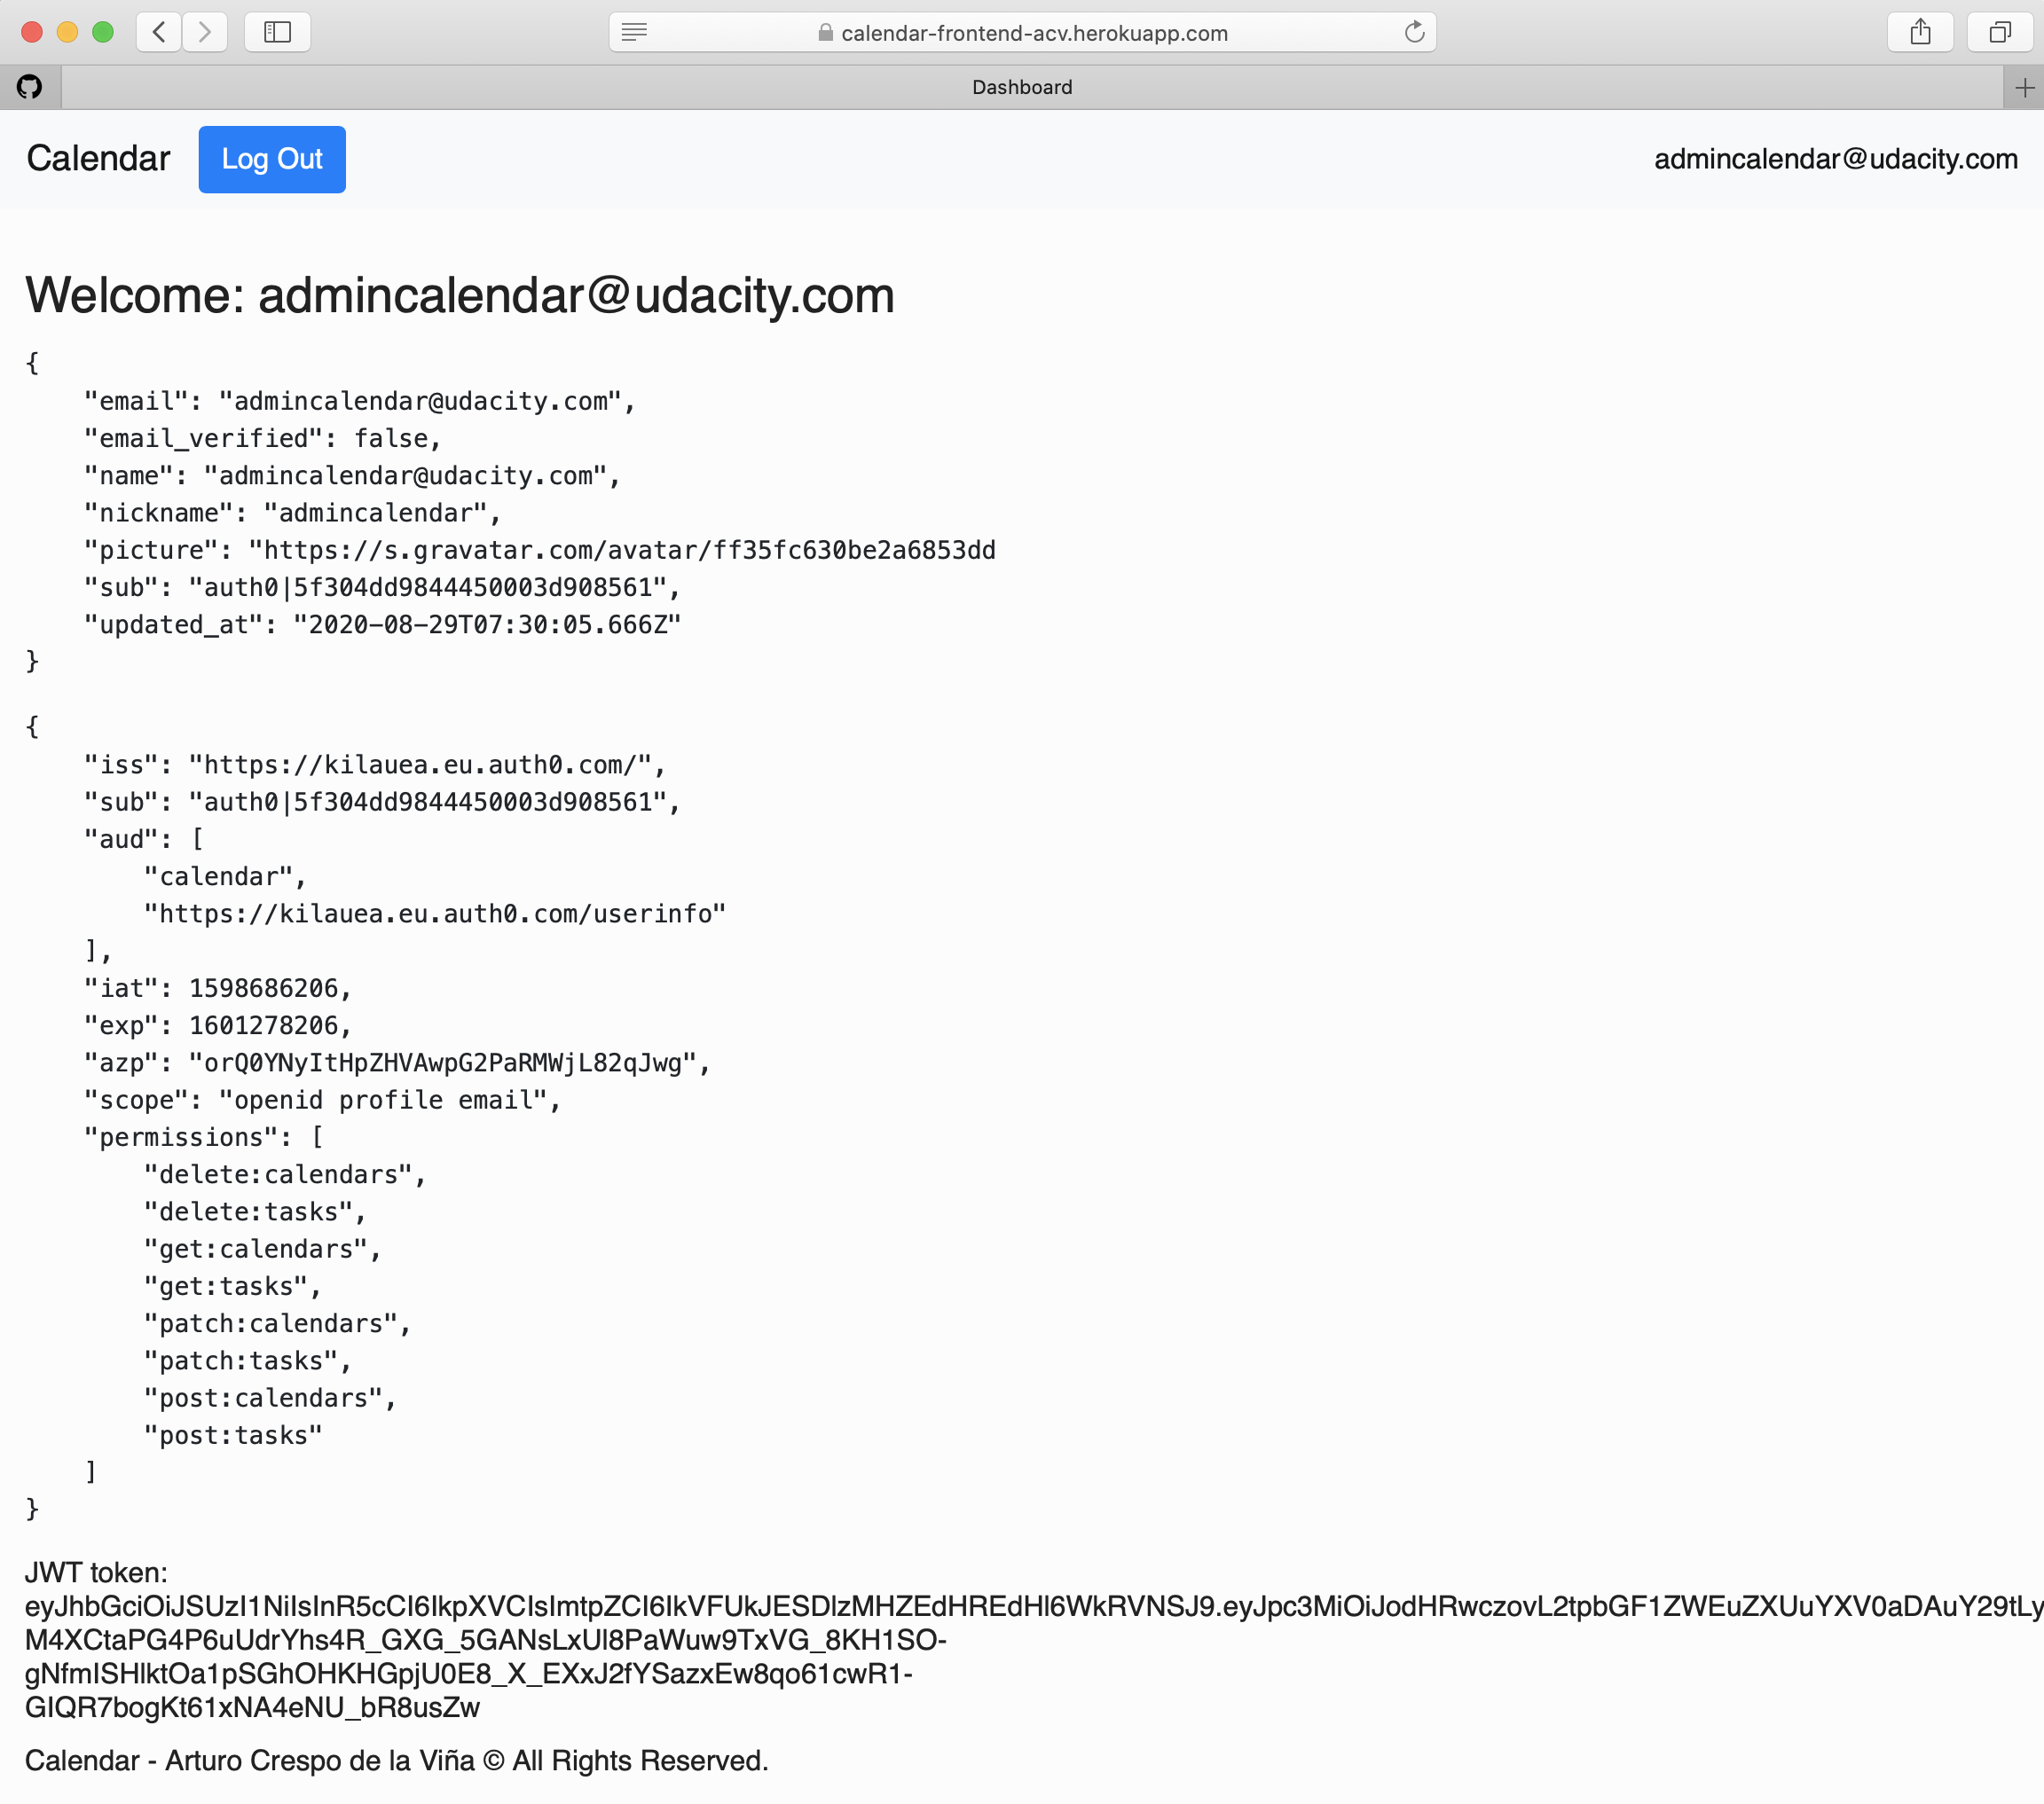 calendar-frontend-acv.herokuapp.com
Dashboard
Calendar Log Out admincalendar@udacity.com
Welcome: admincalendar@udacity.com
{
"email": "admincalendar@udacity.com",
"email_verified": false,
"name": "admincalendar@udacity.com",
"nickname": "admincalendar",
"picture": "https://s.gravatar.com/avatar/ff35fc630be2a6853dd
"sub": "auth0|5f304dd9844450003d908561",
"updated_at": "2020-08-29T07:30:05.666Z"
}
{
"iss": "https://kilauea.eu.auth0.com/",
"sub": "auth0|5f304dd9844450003d908561",
"aud": [
"calendar",
"https://kilauea.eu.auth0.com/userinfo"
],
"iat": 1598686206,
"exp": 1601278206,
"azp": "orQ0YNyItHpZHVAwpG2PaRMWjL82qJwg",
"scope": "openid profile email",
"permissions": [
"delete:calendars",
"delete:tasks",
"get:calendars",
"get:tasks",
"patch:calendars",
"patch:tasks",
"post:calendars",
"post:tasks"
]
}
JWT token:
eyJhbGciOiJSUzI1NiIsInR5cCI6IkpXVCIsImtpZCI6IkVFUkJESDlzMHZEdHREdHl6WkRVNSJ9.eyJpc3MiOiJodHRwczovL2tpbGF1ZWEuZXUuYXV0aDAuY29tLy
M4XCtaPG4P6uUdrYhs4R_GXG_5GANsLxUl8PaWuw9TxVG_8KH1SO-
gNfmISHlktOa1pSGhOHKHGpjU0E8_X_EXxJ2fYSazxEw8qo61cwR1-
GIQR7bogKt61xNA4eNU_bR8usZw
Calendar - Arturo Crespo de la Viña © All Rights Reserved.